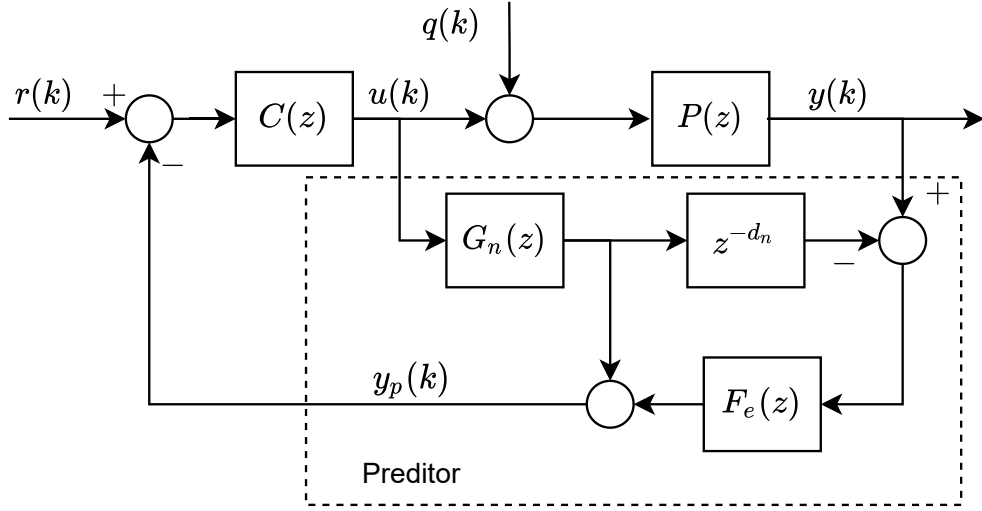 q(k)
r(k) + C(z) u(k) P(z) y(k)
−
+
G_n(z) z^{-d_n}
−
y_p(k) F_e(z)
Preditor